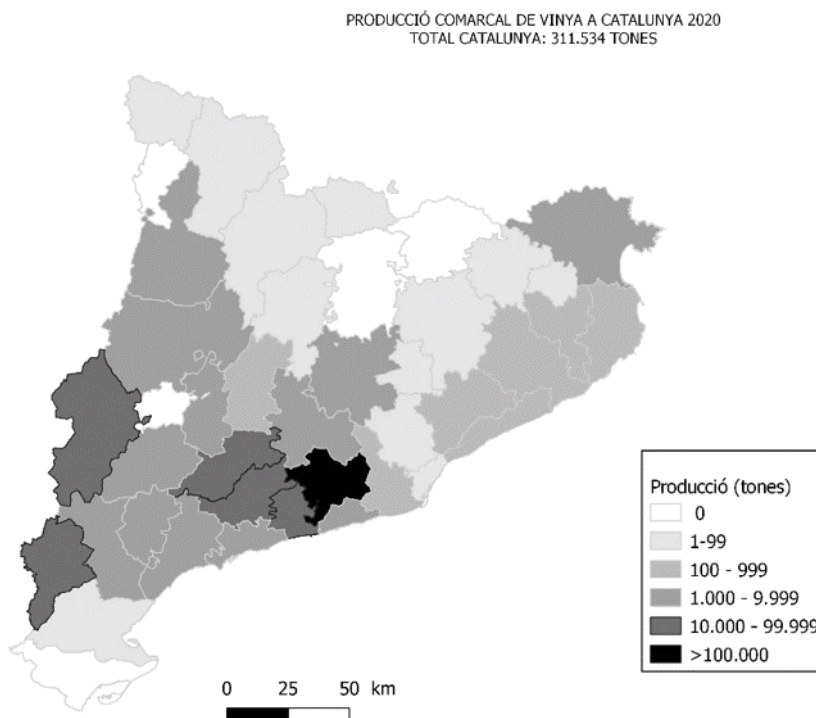 PRODUCCIÓ COMARCAL DE VINYA A CATALUNYA 2020
TOTAL CATALUNYA: 311.534 TONES
Producció (tones)
0
1-99
100 - 999
1.000 - 9.999
10.000 - 99.999
>100.000
0 25 50 km